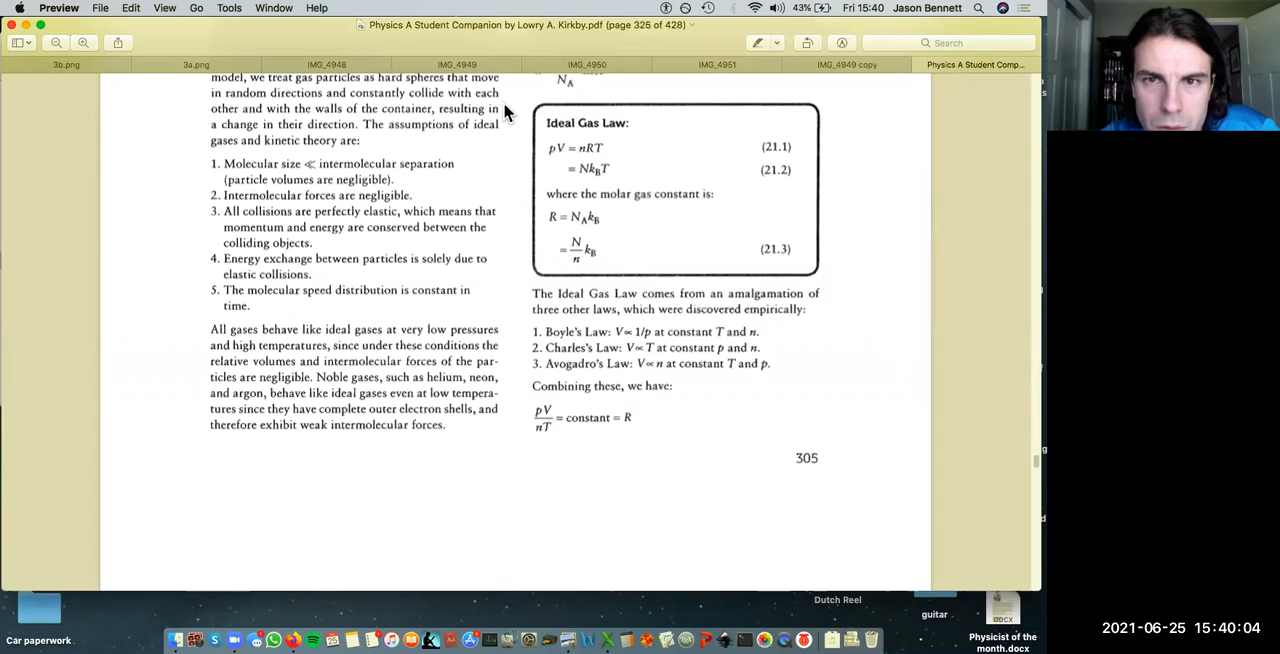 Preview File Edit View Go Tools Window Help
43% Fri 15:40 Jason Bennett
Physics A Student Companion by Lowry A. Kirkby.pdf (page 325 of 428)
Search
3b.png 3a.png IMG_4948 IMG_4949 IMG_4950 IMG_4951 IMG_4949 copy Physics A Student Comp...
model, we treat gas particles as hard spheres that move
in random directions and constantly collide with each
other and with the walls of the container, resulting in
a change in their direction. The assumptions of ideal
gases and kinetic theory are:
1. Molecular size ≪ intermolecular separation
(particle volumes are negligible).
2. Intermolecular forces are negligible.
3. All collisions are perfectly elastic, which means that
momentum and energy are conserved between the
colliding objects.
4. Energy exchange between particles is solely due to
elastic collisions.
5. The molecular speed distribution is constant in
time.
All gases behave like ideal gases at very low pressures
and high temperatures, since under these conditions the
relative volumes and intermolecular forces of the par-
ticles are negligible. Noble gases, such as helium, neon,
and argon, behave like ideal gases even at low tempera-
tures since they have complete outer electron shells, and
therefore exhibit weak intermolecular forces.
N_A
Ideal Gas Law:
pV = nRT (21.1)
= Nk_BT (21.2)
where the molar gas constant is:
R = N_Ak_B
= N/n k_B (21.3)
The Ideal Gas Law comes from an amalgamation of
three other laws, which were discovered empirically:
1. Boyle's Law: V∝ 1/p at constant T and n.
2. Charles's Law: V∝ T at constant p and n.
3. Avogadro's Law: V∝ n at constant T and p.
Combining these, we have:
pV/nT = constant = R
305
Car paperwork
Dutch Reel
guitar
DOCX
Physicist of the
month.docx
2021-06-25 15:40:04